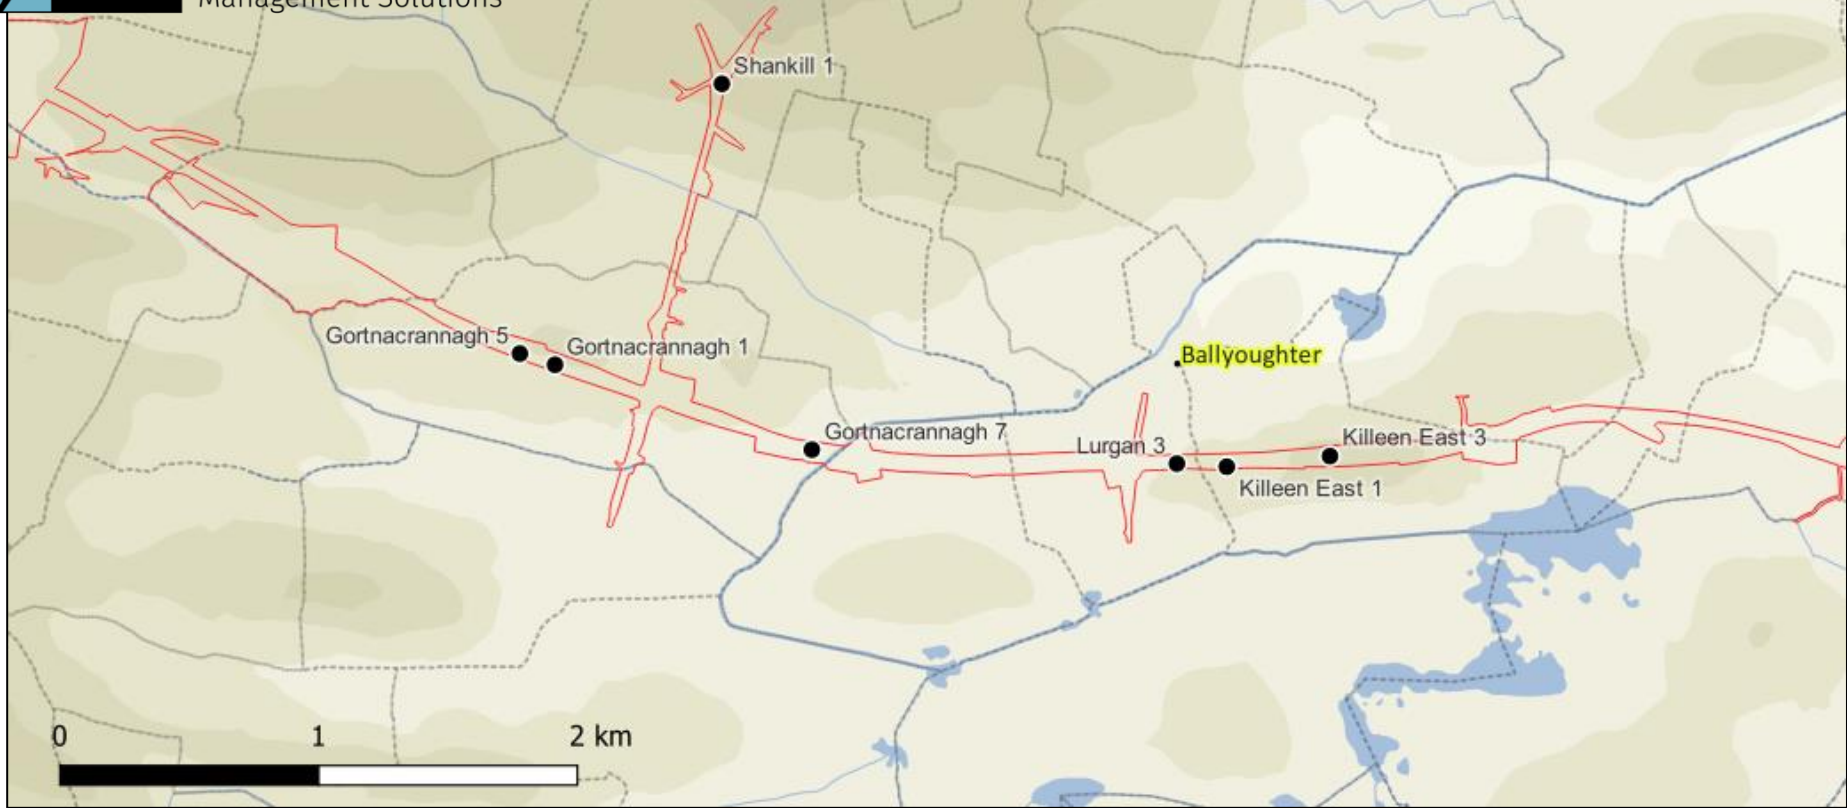 Management Solutions
Shankill 1
Gortnacrannagh 5
Gortnacrannagh 1
Ballyoughter
Gortnacrannagh 7
Lurgan 3
Killeen East 3
Killeen East 1
0 1 2 km